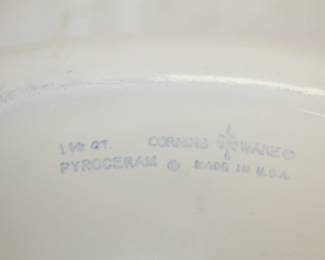 1 ½ QT. CORNING WARE ®
PYROCERAM © MADE IN U.S.A.